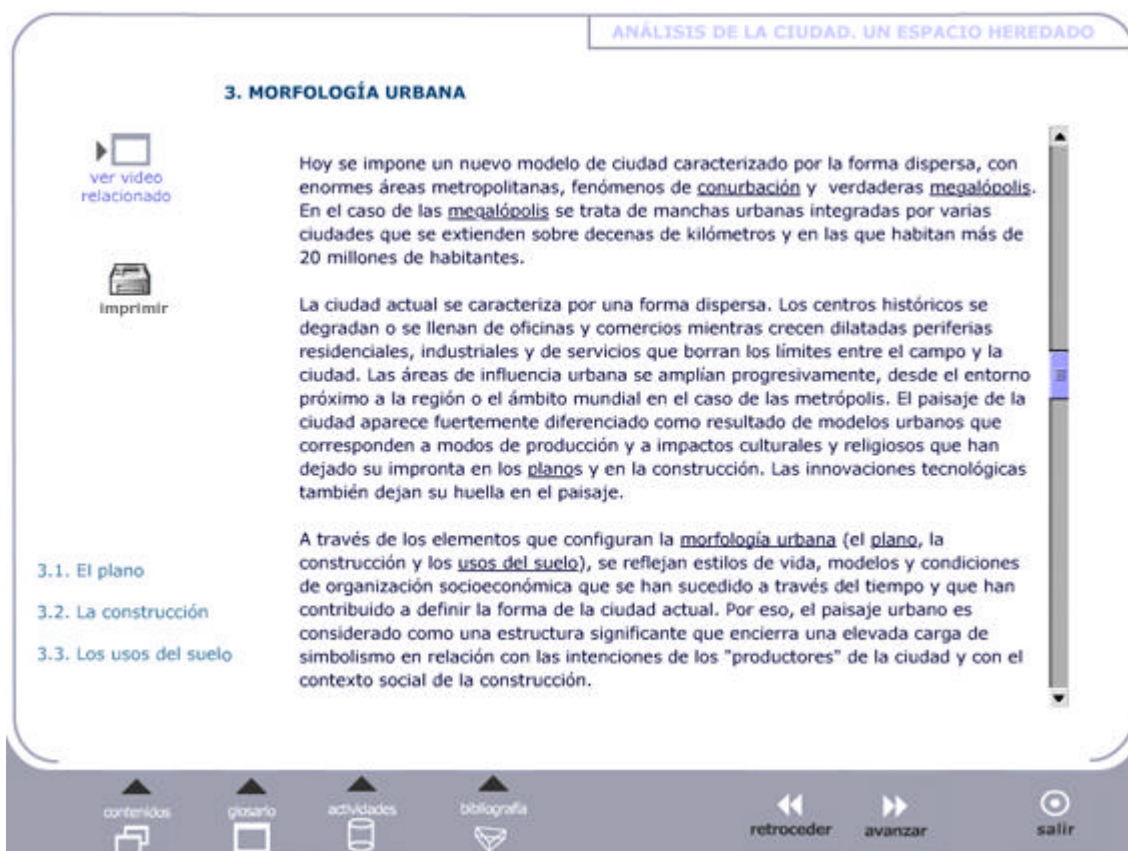 ANÁLISIS DE LA CIUDAD. UN ESPACIO HEREDADO
3. MORFOLOGÍA URBANA
ver video
relacionado
imprimir
Hoy se impone un nuevo modelo de ciudad caracterizado por la forma dispersa, con
enormes áreas metropolitanas, fenómenos de conurbación y verdaderas megalópolis.
En el caso de las megalópolis se trata de manchas urbanas integradas por varias
ciudades que se extienden sobre decenas de kilómetros y en las que habitan más de
20 millones de habitantes.
La ciudad actual se caracteriza por una forma dispersa. Los centros históricos se
degradan o se llenan de oficinas y comercios mientras crecen dilatadas periferias
residenciales, industriales y de servicios que borran los límites entre el campo y la
ciudad. Las áreas de influencia urbana se amplían progresivamente, desde el entorno
próximo a la región o el ámbito mundial en el caso de las metrópolis. El paisaje de la
ciudad aparece fuertemente diferenciado como resultado de modelos urbanos que
corresponden a modos de producción y a impactos culturales y religiosos que han
dejado su impronta en los planos y en la construcción. Las innovaciones tecnológicas
también dejan su huella en el paisaje.
A través de los elementos que configuran la morfología urbana (el plano, la
construcción y los usos del suelo), se reflejan estilos de vida, modelos y condiciones
de organización socioeconómica que se han sucedido a través del tiempo y que han
contribuido a definir la forma de la ciudad actual. Por eso, el paisaje urbano es
considerado como una estructura significante que encierra una elevada carga de
simbolismo en relación con las intenciones de los "productores" de la ciudad y con el
contexto social de la construcción.
3.1. El plano
3.2. La construcción
3.3. Los usos del suelo
contenidos
glosario
actividades
bibliografía
retroceder
avanzar
salir